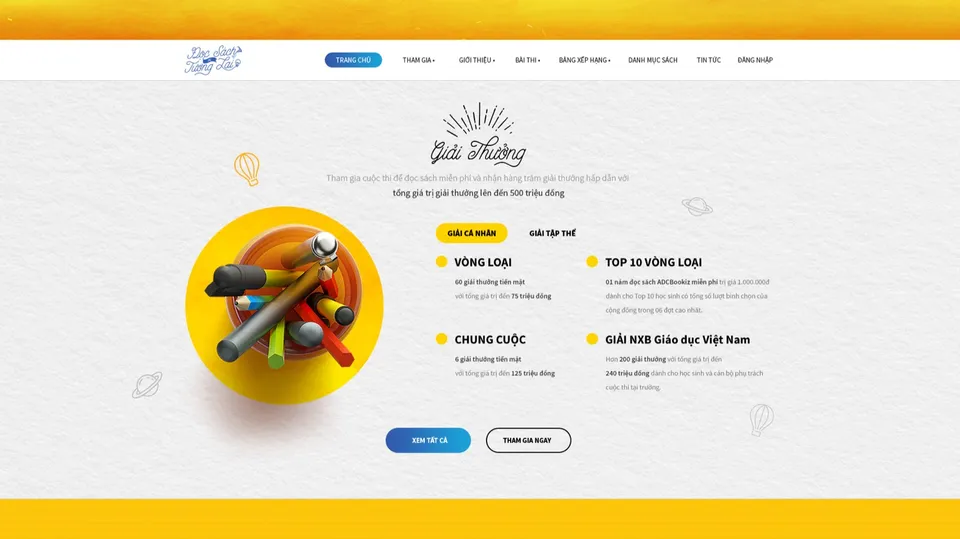 Đọc Sách
Tương Lai
TRANG CHỦ
THAM GIA
GIỚI THIỆU
BÀI THI
BẢNG XẾP HẠNG
DANH MỤC SÁCH
TIN TỨC
ĐĂNG NHẬP
Giải Thưởng
Tham gia cuộc thi để đọc sách miễn phí và nhận hàng trăm giải thưởng hấp dẫn với
tổng giá trị giải thưởng lên đến 500 triệu đồng
GIẢI CÁ NHÂN
GIẢI TẬP THỂ
VÒNG LOẠI
60 giải thưởng tiền mặt
với tổng giá trị đến 75 triệu đồng
TOP 10 VÒNG LOẠI
01 năm đọc sách ADCBookiz miễn phí trị giá 1.000.000đ
dành cho Top 10 học sinh có tổng số lượt bình chọn của
cộng đồng trong 06 đợt cao nhất.
CHUNG CUỘC
6 giải thưởng tiền mặt
với tổng giá trị đến 125 triệu đồng
GIẢI NXB Giáo dục Việt Nam
Hơn 200 giải thưởng với tổng giá trị đến
240 triệu đồng dành cho học sinh và cán bộ phụ trách
cuộc thi tại trường.
XEM TẤT CẢ
THAM GIA NGAY